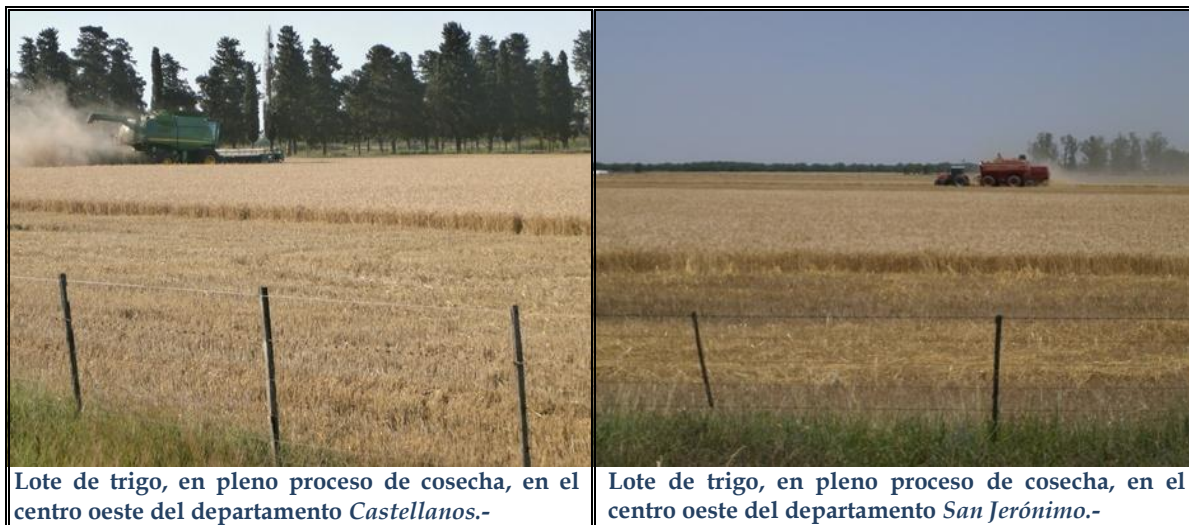 Lote de trigo, en pleno proceso de cosecha, en el
centro oeste del departamento Castellanos.-
Lote de trigo, en pleno proceso de cosecha, en el
centro oeste del departamento San Jerónimo.-